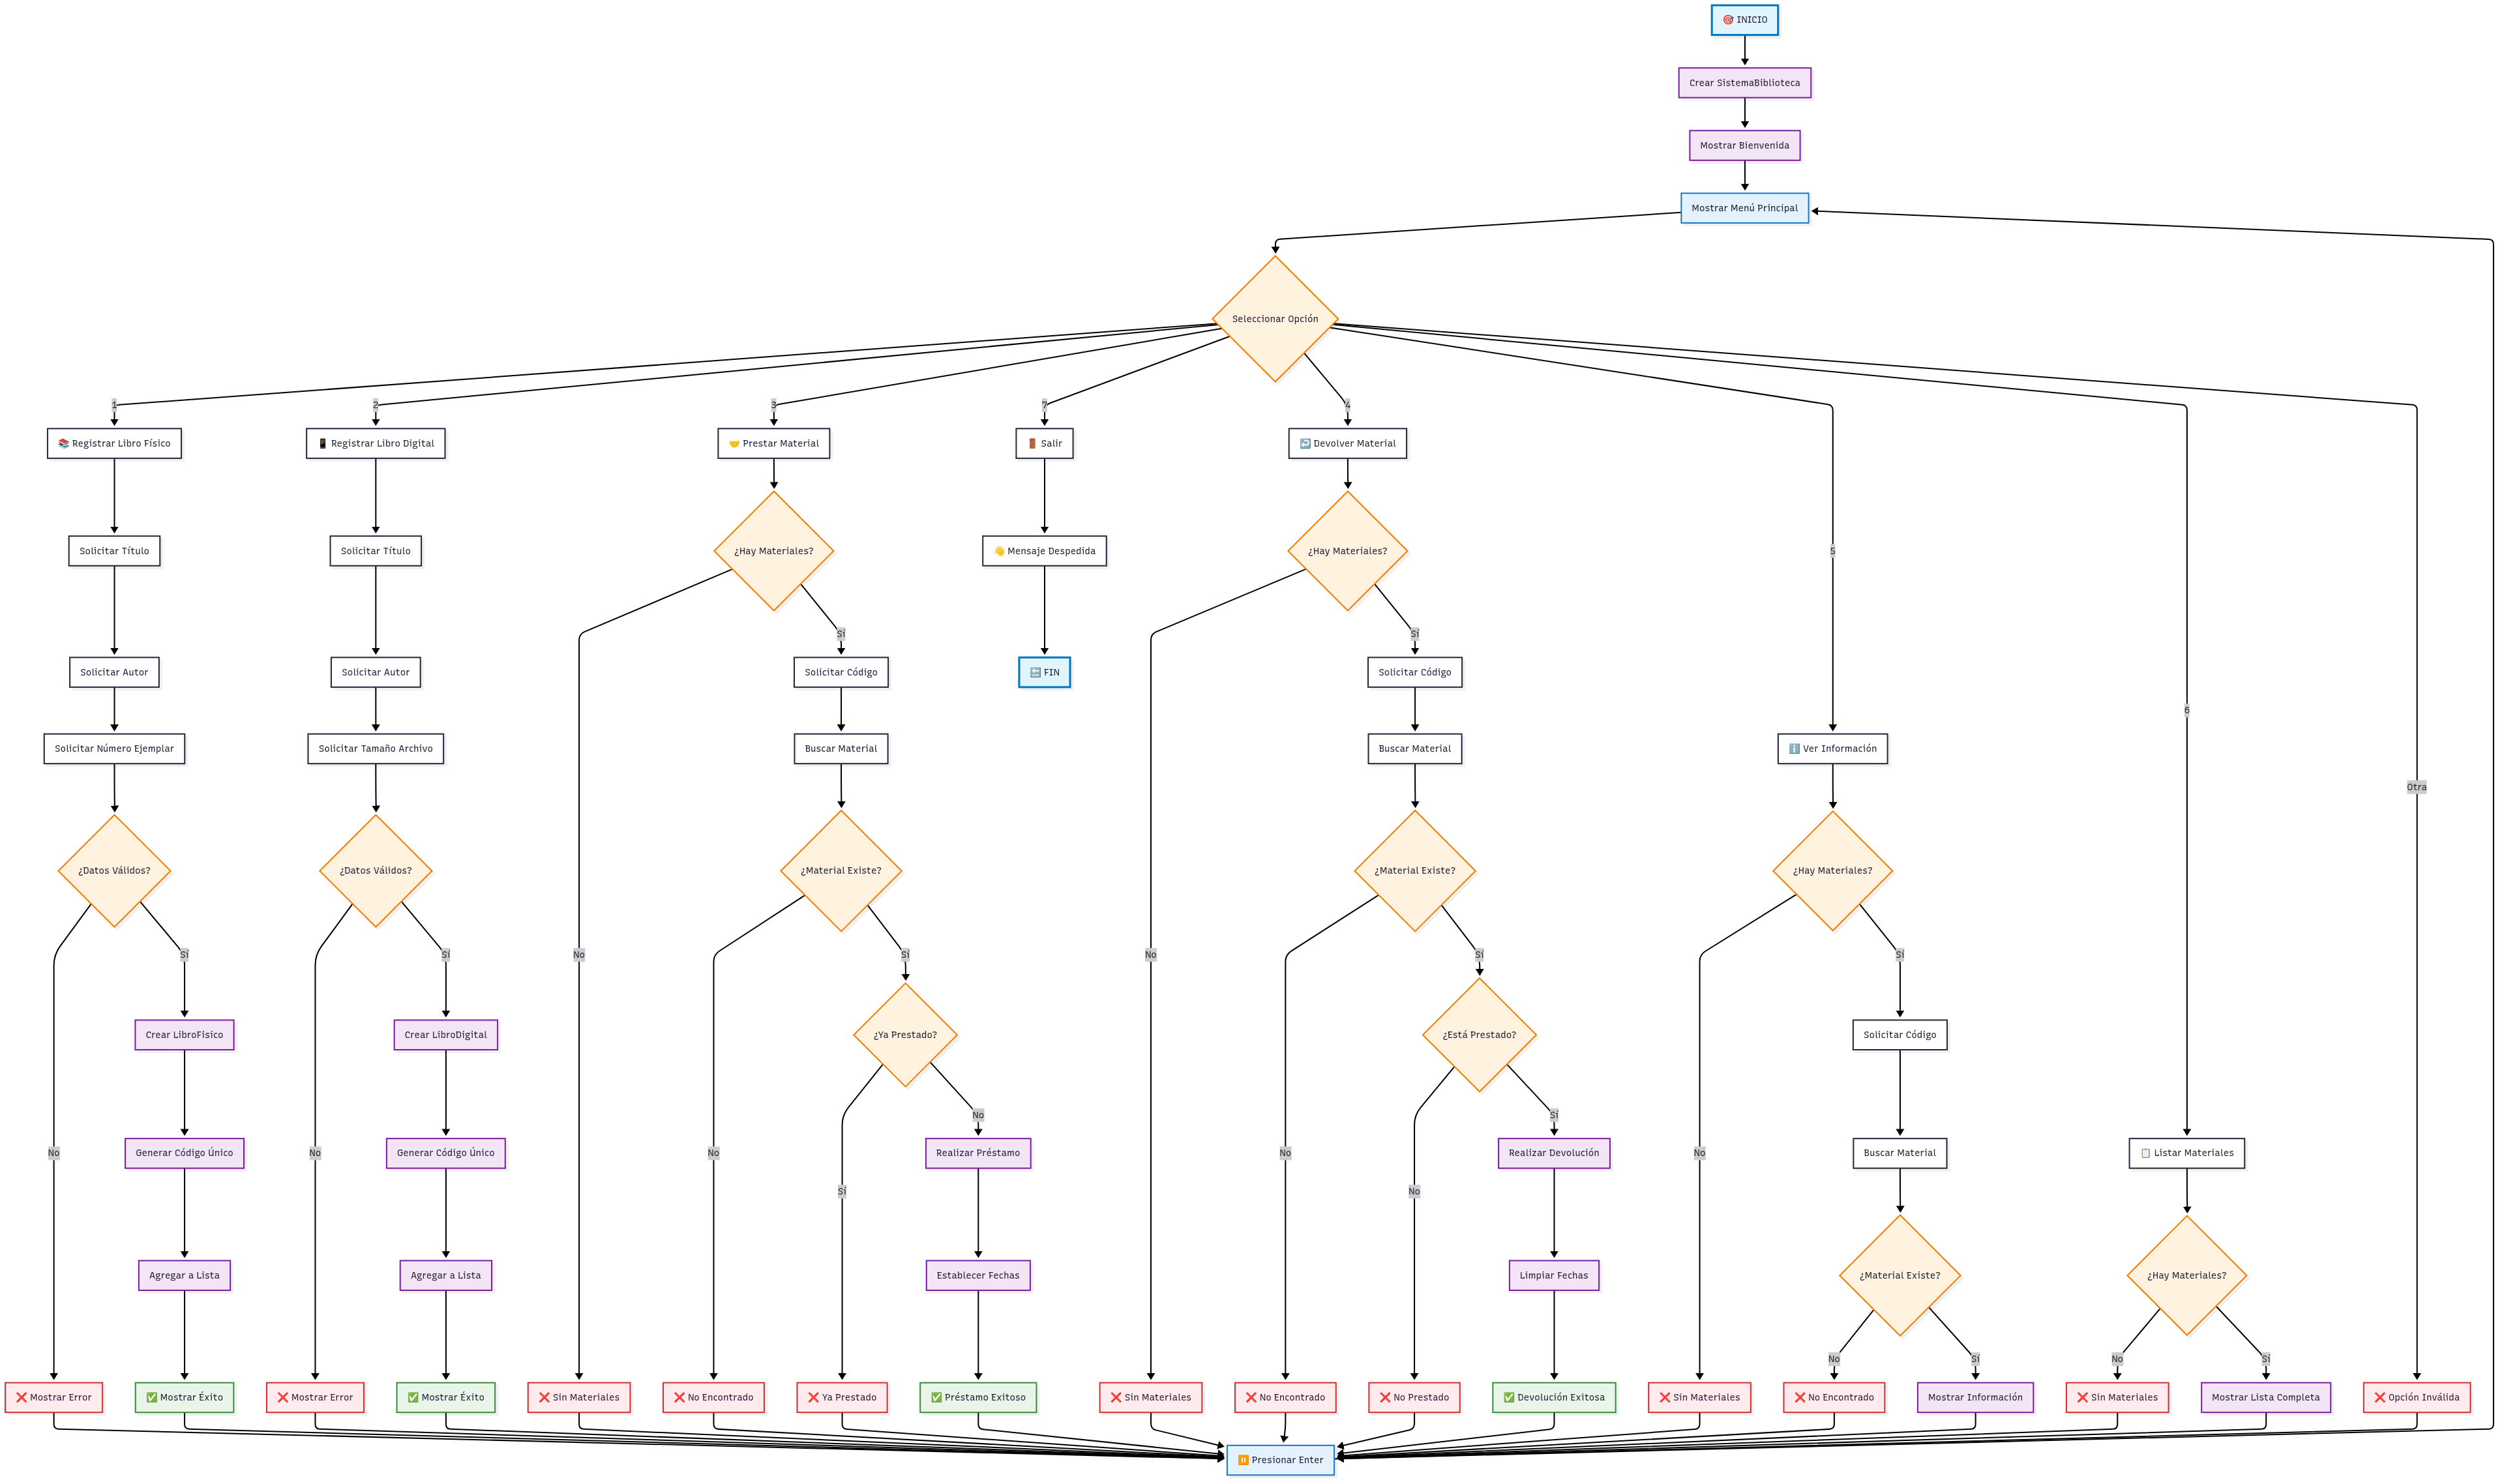 🎯 INICIO
Crear SistemaBiblioteca
Mostrar Bienvenida
Mostrar Menú Principal
Seleccionar Opción
1
2
3
7
4
📚 Registrar Libro Físico
📱 Registrar Libro Digital
🤝 Prestar Material
🚪 Salir
↩️ Devolver Material
Solicitar Título
Solicitar Título
¿Hay Materiales?
👋 Mensaje Despedida
¿Hay Materiales?
5
Sí
Sí
Solicitar Autor
Solicitar Autor
Solicitar Código
🔚 FIN
Solicitar Código
6
Solicitar Número Ejemplar
Solicitar Tamaño Archivo
Buscar Material
Buscar Material
ℹ️ Ver Información
Otra
¿Datos Válidos?
¿Datos Válidos?
¿Material Existe?
¿Material Existe?
¿Hay Materiales?
Sí
Sí
No
Sí
No
Sí
Sí
Crear LibroFisico
Crear LibroDigital
¿Ya Prestado?
¿Está Prestado?
Solicitar Código
No
Sí
No
Generar Código Único
No
Generar Código Único
No
Realizar Préstamo
No
Realizar Devolución
No
Buscar Material
📋 Listar Materiales
Sí
No
Agregar a Lista
Agregar a Lista
Establecer Fechas
Limpiar Fechas
¿Material Existe?
¿Hay Materiales?
No
Sí
No
Sí
❌ Mostrar Error
✅ Mostrar Éxito
❌ Mostrar Error
✅ Mostrar Éxito
❌ Sin Materiales
❌ No Encontrado
❌ Ya Prestado
✅ Préstamo Exitoso
❌ Sin Materiales
❌ No Encontrado
❌ No Prestado
✅ Devolución Exitosa
❌ Sin Materiales
❌ No Encontrado
Mostrar Información
❌ Sin Materiales
Mostrar Lista Completa
❌ Opción Inválida
⏸️ Presionar Enter